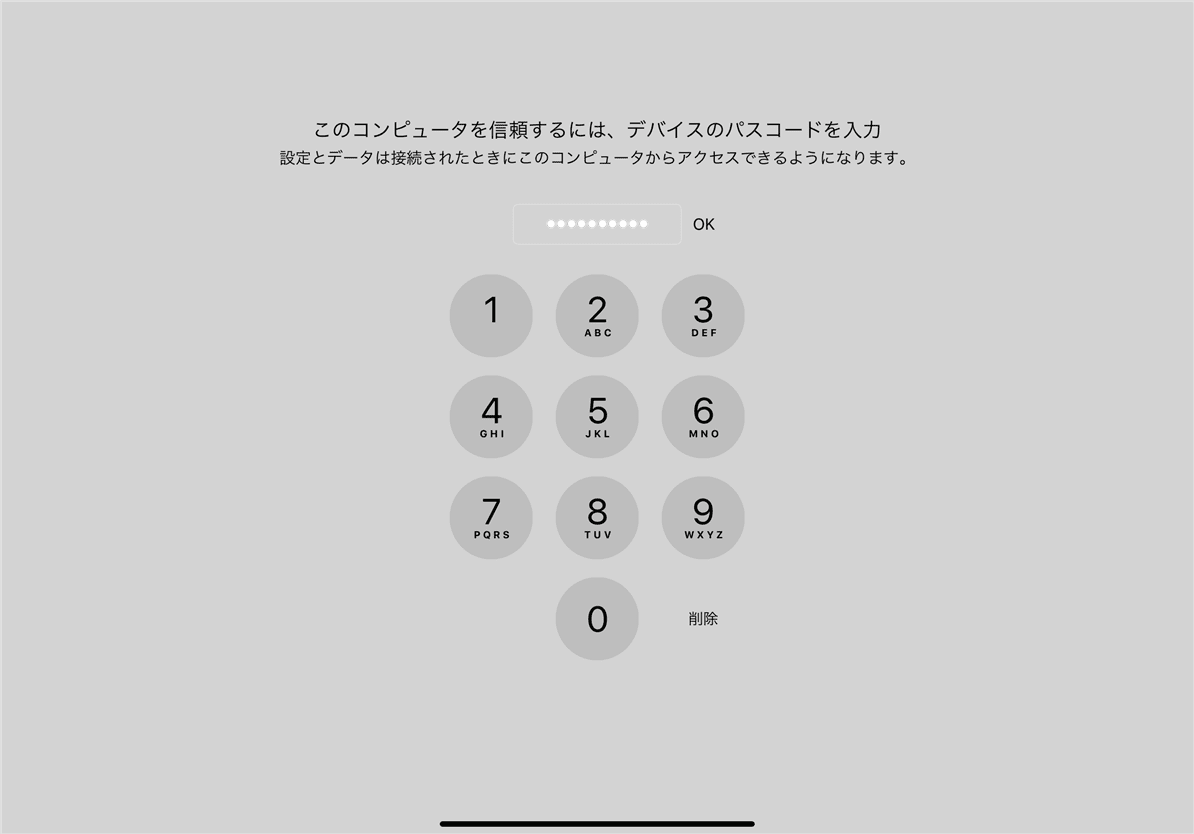 このコンピュータを信頼するには、デバイスのパスコードを入力
設定とデータは接続されたときにこのコンピュータからアクセスできるようになります。
●●●●●●●●●● OK
1 2 3
ABC DEF
4 5 6
GHI JKL MNO
7 8 9
PQRS TUV WXYZ
0 削除